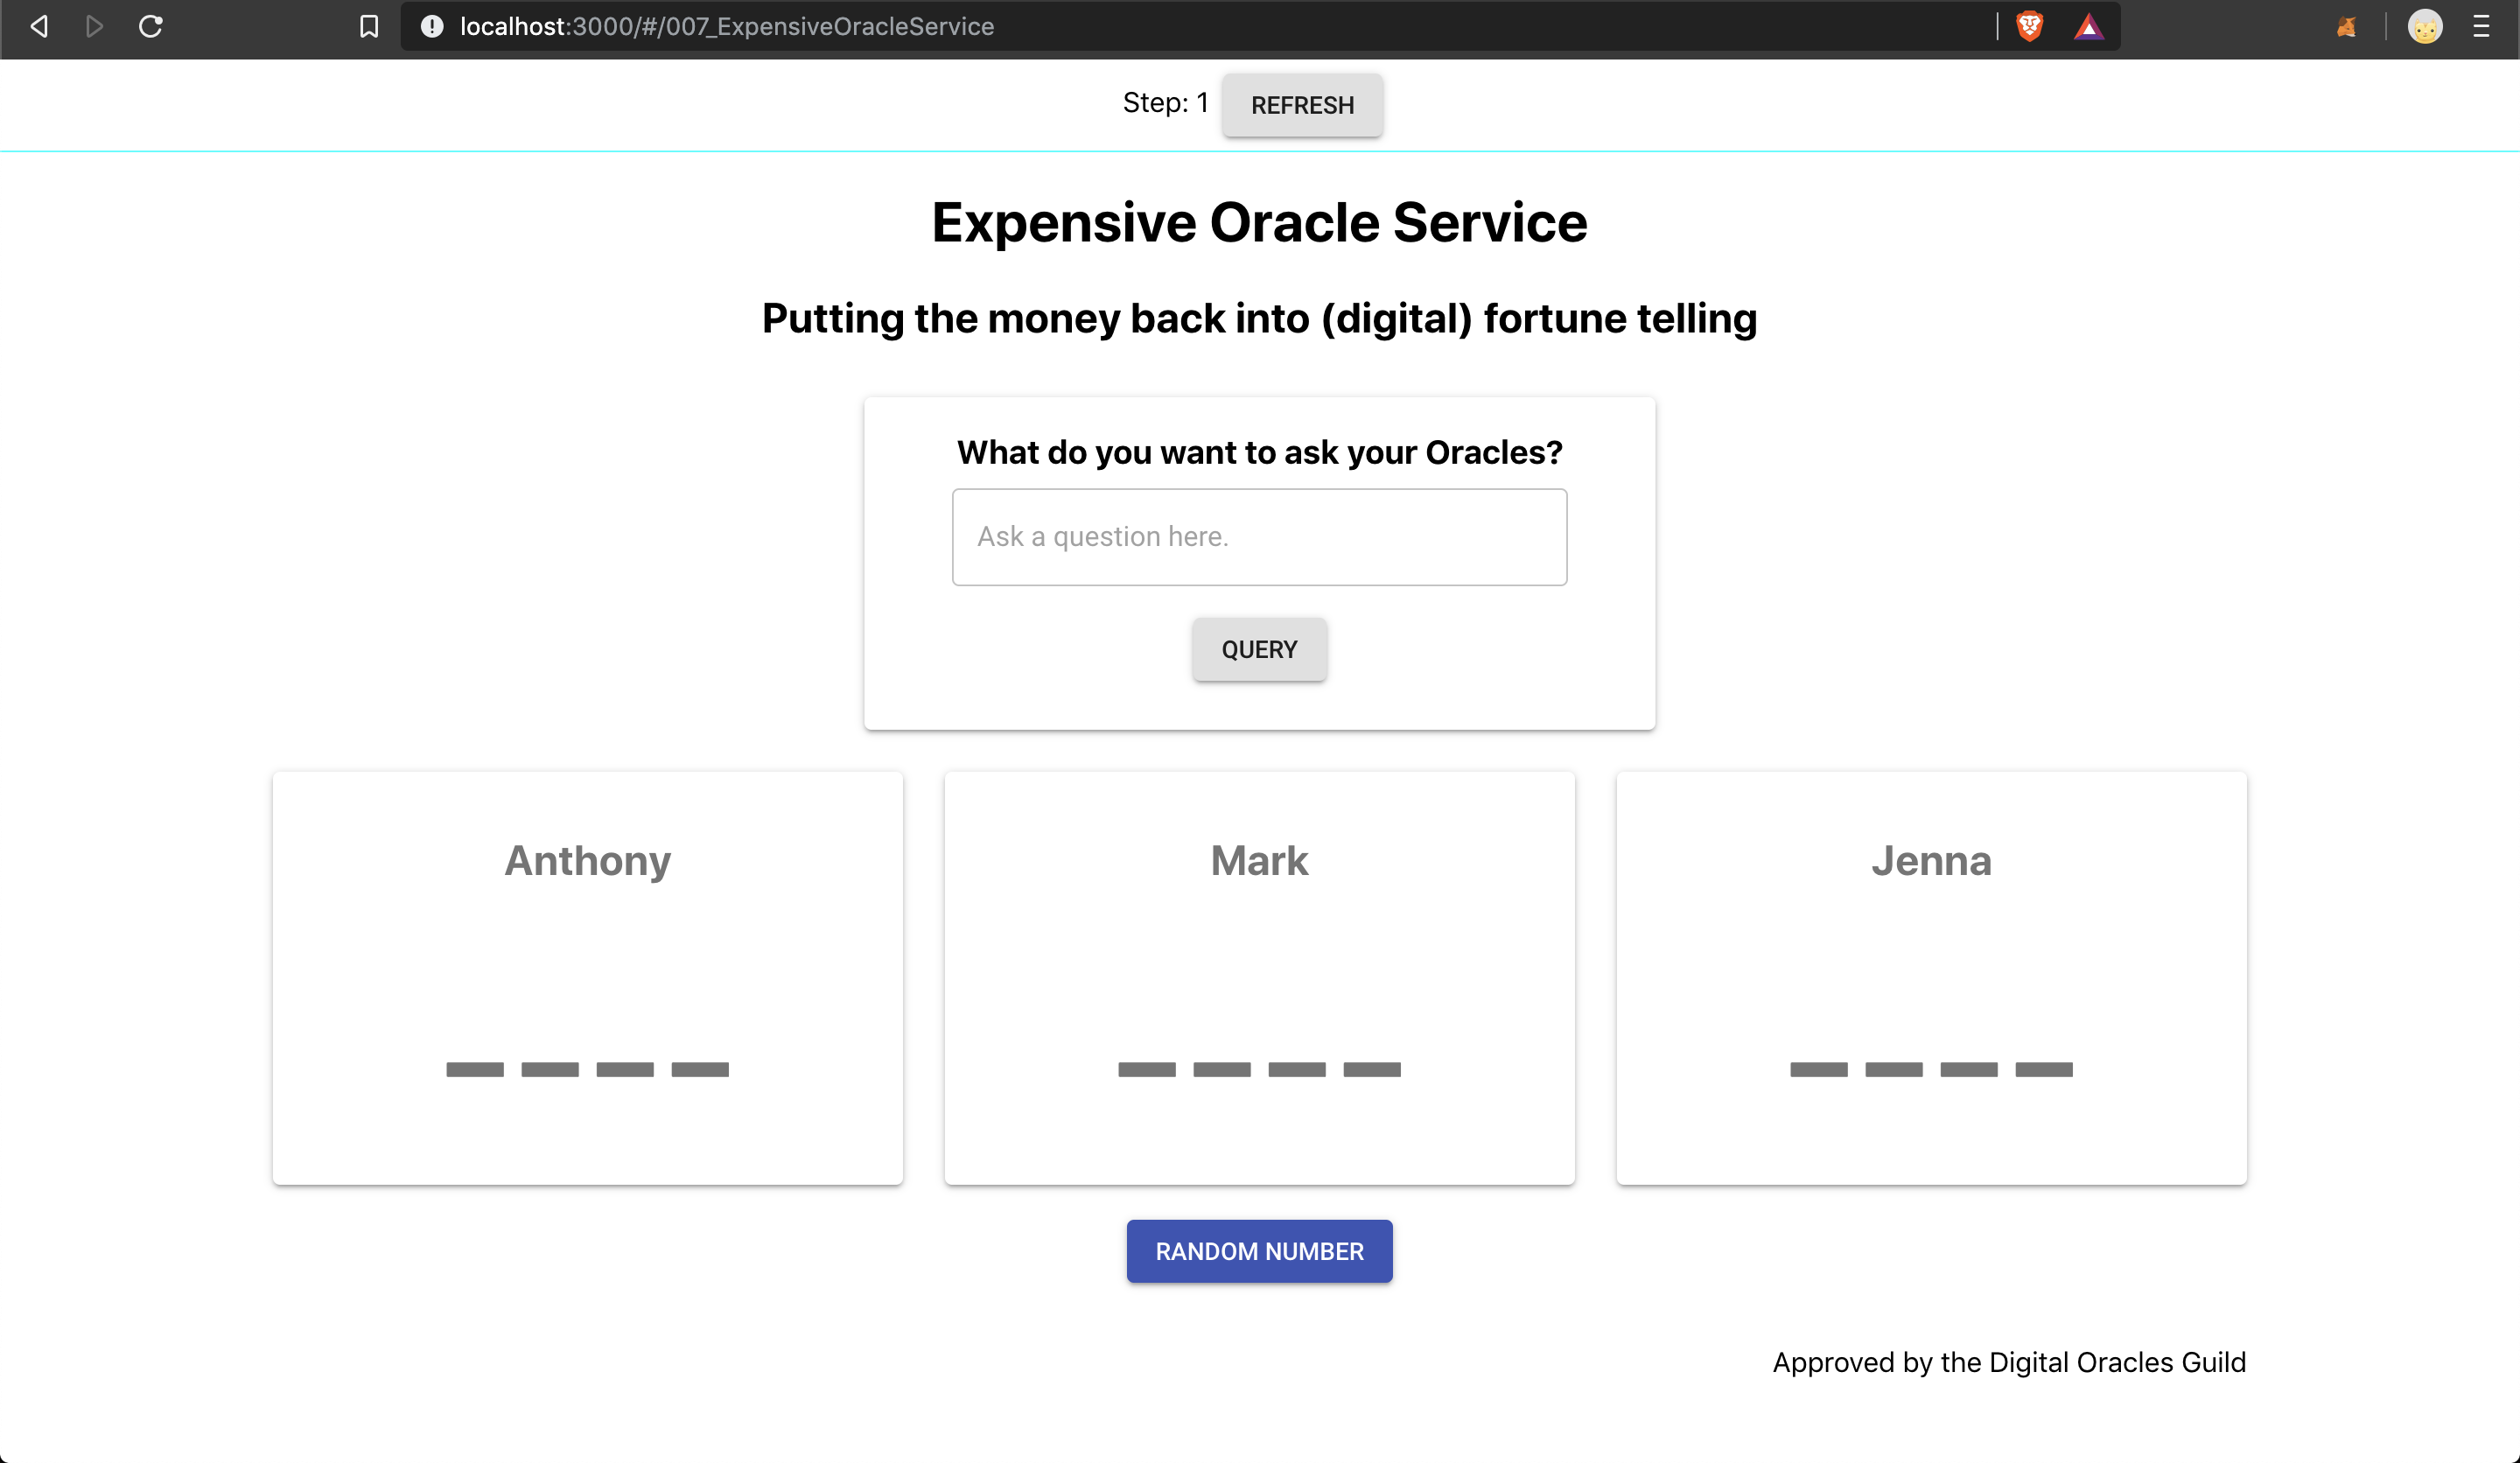 localhost:3000/#/007_ExpensiveOracleService
Step: 1 REFRESH
Expensive Oracle Service
Putting the money back into (digital) fortune telling
What do you want to ask your Oracles?
Ask a question here.
QUERY
Anthony
Mark
Jenna
RANDOM NUMBER
Approved by the Digital Oracles Guild